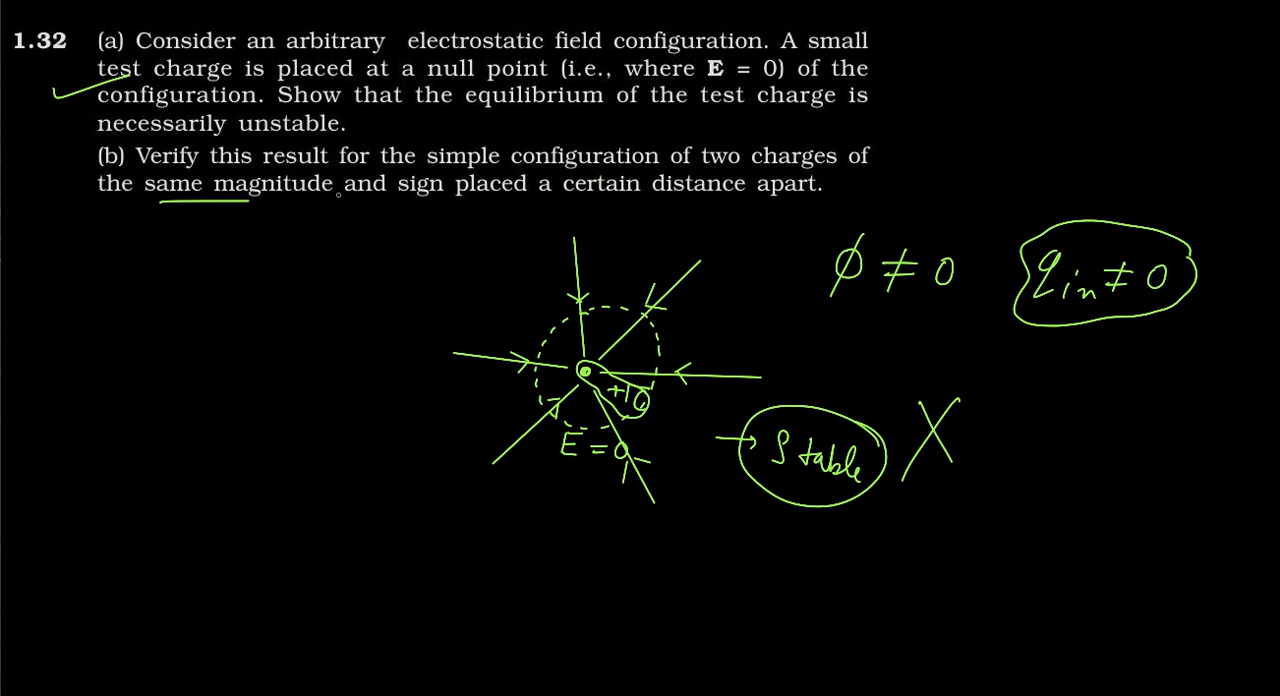 1.32 (a) Consider an arbitrary electrostatic field configuration. A small
test charge is placed at a null point (i.e., where E = 0) of the
configuration. Show that the equilibrium of the test charge is
necessarily unstable.
(b) Verify this result for the simple configuration of two charges of
the same magnitude and sign placed a certain distance apart.
ϕ ≠ 0 qin ≠ 0
E = 0
→ Stable X